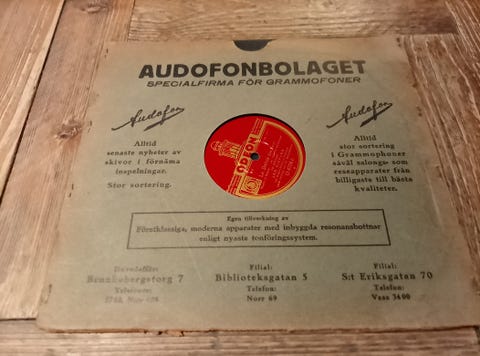 AUDOFONBOLAGET
SPECIALFIRMA FÖR GRAMMOFONER
Audofon
Alltid
senaste nyheter av
skivor i förnäma
inspelningar.
Stor sortering.
ODEON
Audofon
Alltid
stor sortering
i Grammophoner
såväl salongs- som
reseapparater från
billigaste till bästa
kvaliteter.
Egen tillverkning av
Förstklassiga, moderna apparater med inbyggda resonansbottnar
enligt nyaste tonföringssystem.
Huvudaffär:
Brunkebergstorg 7
Telefoner:
Filial:
Biblioteksgatan 5
Telefon:
Norr 69
Filial:
S:t Eriksgatan 70
Telefon:
Vasa 3400